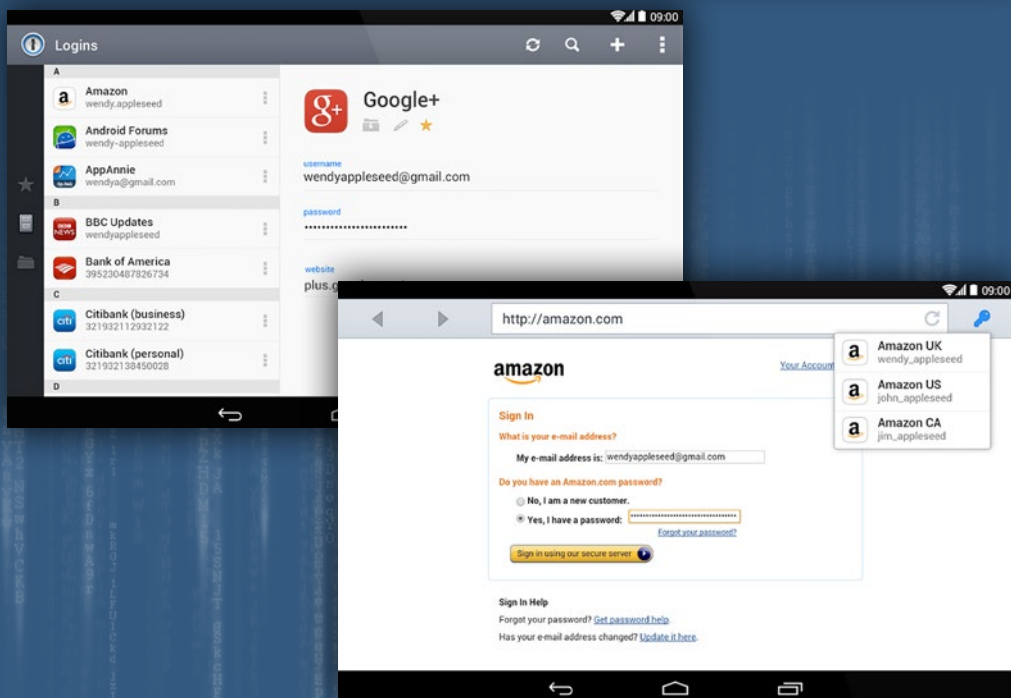 09:00
Logins
A
Amazon
wendy.appleseed
Android Forums
wendy-appleseed
AppAnnie
wendya@gmail.com
B
BBC Updates
wendyappleseed
Bank of America
395230487826734
C
Citibank (business)
321932112932122
Citibank (personal)
321932138450028
D
Google+
username
wendyappleseed@gmail.com
password
website
plus.g
09:00
http://amazon.com
Amazon UK
wendy_appleseed
Amazon US
john_appleseed
Amazon CA
jim_appleseed
amazon
Your Account
Sign In
What is your e-mail address?
My e-mail address is: wendyappleseed@gmail.com
Do you have an Amazon.com password?
No, I am a new customer.
Yes, I have a password:
Forgot your password?
Sign in using our secure server
Sign In Help
Forgot your password? Get password help.
Has your e-mail address changed? Update it here.